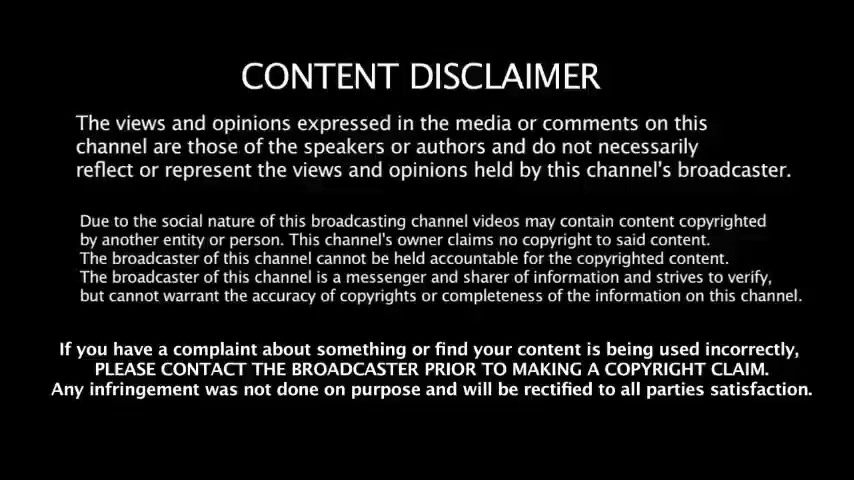 CONTENT DISCLAIMER
The views and opinions expressed in the media or comments on this
channel are those of the speakers or authors and do not necessarily
reflect or represent the views and opinions held by this channel's broadcaster.
Due to the social nature of this broadcasting channel videos may contain content copyrighted
by another entity or person. This channel's owner claims no copyright to said content.
The broadcaster of this channel cannot be held accountable for the copyrighted content.
The broadcaster of this channel is a messenger and sharer of information and strives to verify,
but cannot warrant the accuracy of copyrights or completeness of the information on this channel.
If you have a complaint about something or find your content is being used incorrectly,
PLEASE CONTACT THE BROADCASTER PRIOR TO MAKING A COPYRIGHT CLAIM.
Any infringement was not done on purpose and will be rectified to all parties satisfaction.